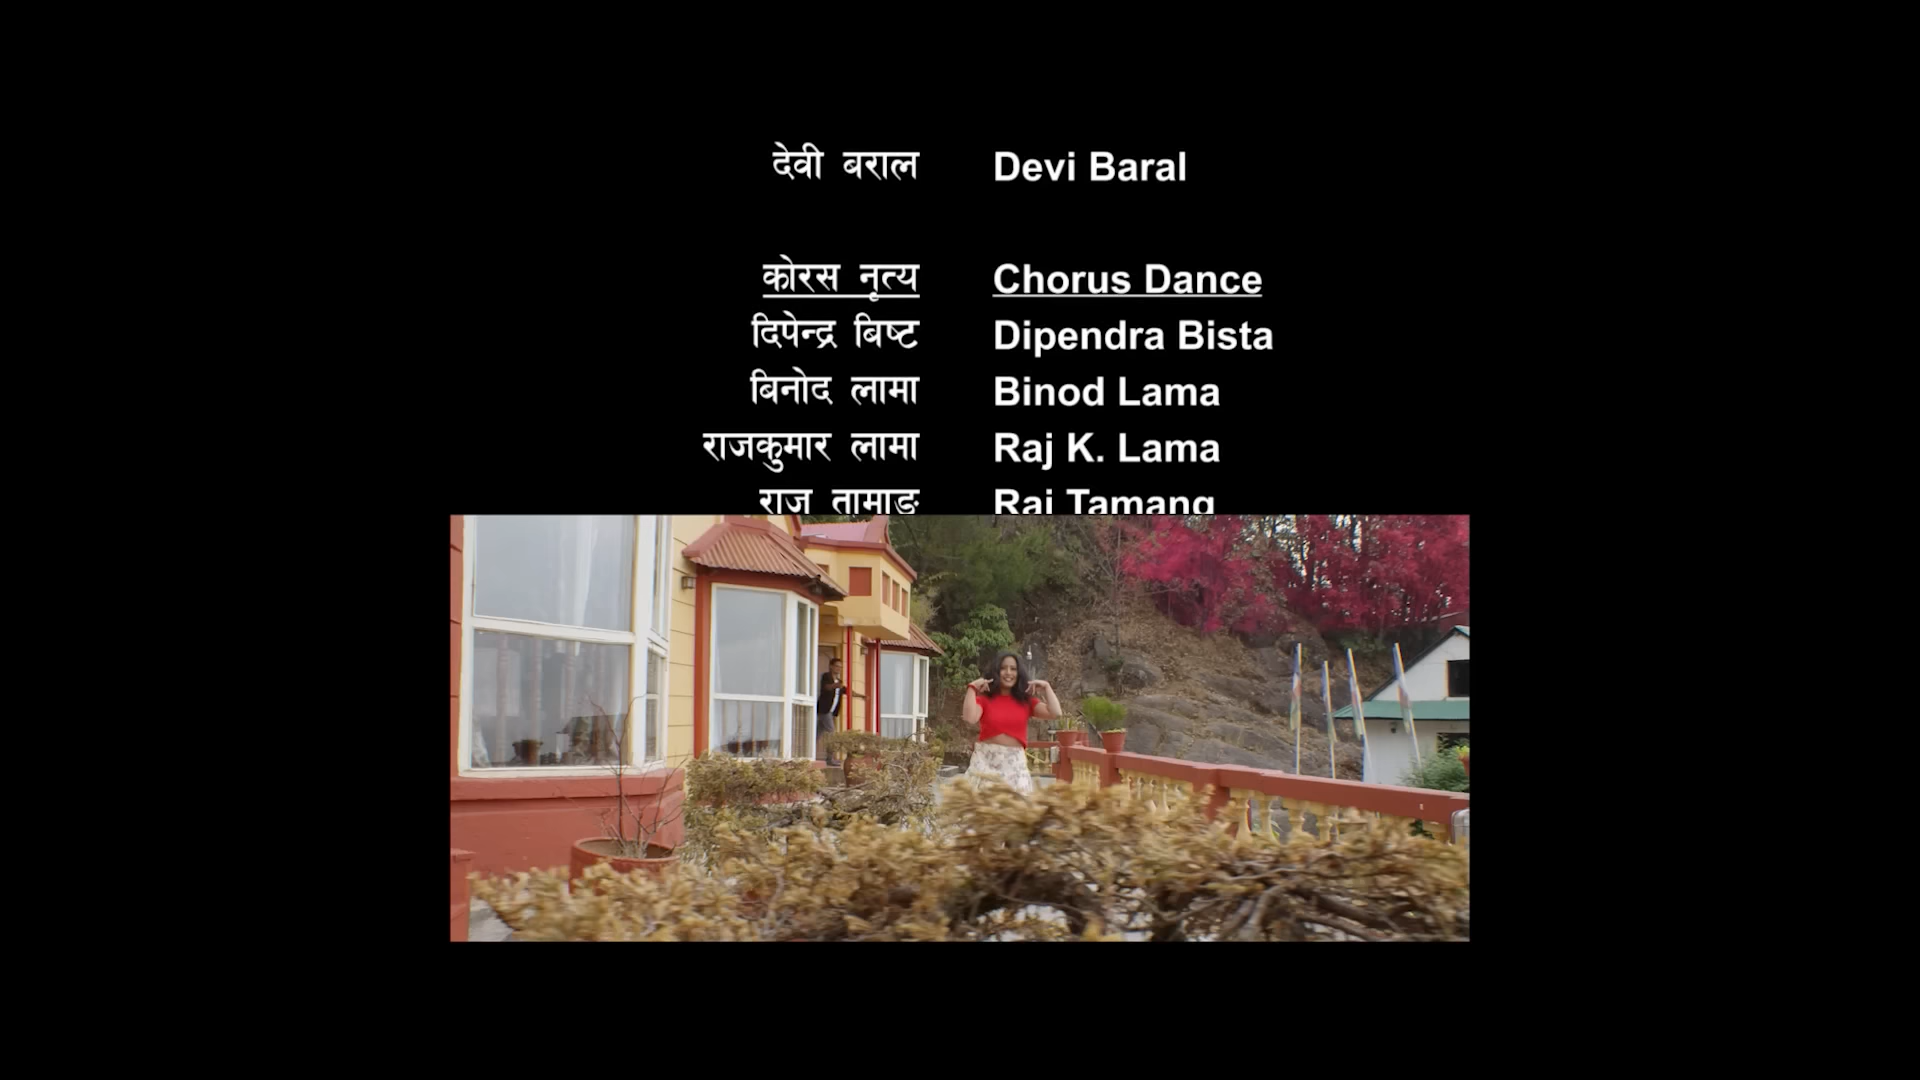 देवी बराल Devi Baral
कोरस नृत्य Chorus Dance
दिपेन्द्र बिष्ट Dipendra Bista
बिनोद लामा Binod Lama
राजकुमार लामा Raj K. Lama
राज तामाङ Raj Tamang